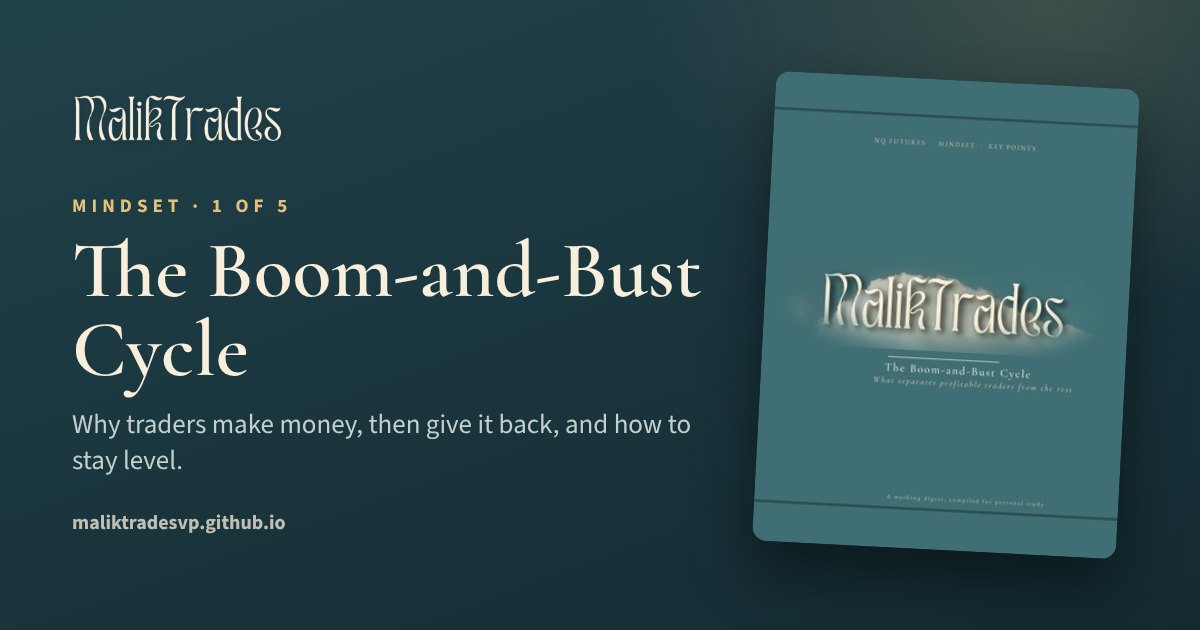 MalikTrades
MINDSET · 1 OF 5
The Boom-and-Bust
Cycle
Why traders make money, then give it back, and how to
stay level.
maliktradesvp.github.io
NQ FUTURES · MINDSET · KEY POINTS
MalikTrades
The Boom-and-Bust Cycle
What separates profitable traders from the rest
A working digest, compiled for personal study